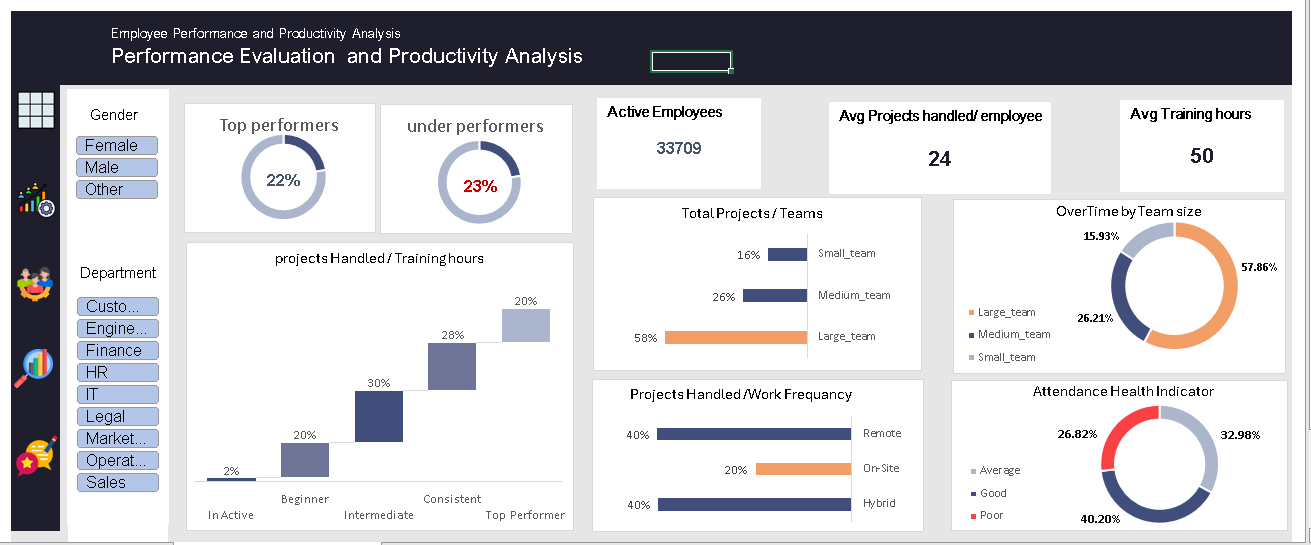 Employee Performance and Productivity Analysis
Performance Evaluation and Productivity Analysis
Gender
Female
Male
Other
Department
Custo...
Engine...
Finance
HR
IT
Legal
Market...
Operat...
Sales
Top performers
22%
under performers
23%
Active Employees
33709
Avg Projects handled/ employee
24
Avg Training hours
50
projects Handled / Training hours
2%
20%
30%
28%
20%
In Active
Beginner
Intermediate
Consistent
Top Performer
Total Projects / Teams
16% Small_team
26% Medium_team
58% Large_team
OverTime by Team size
15.93%
57.86%
26.21%
Large_team
Medium_team
Small_team
Projects Handled /Work Frequancy
40% Remote
20% On-Site
40% Hybrid
Attendance Health Indicator
26.82%
32.98%
40.20%
Average
Good
Poor